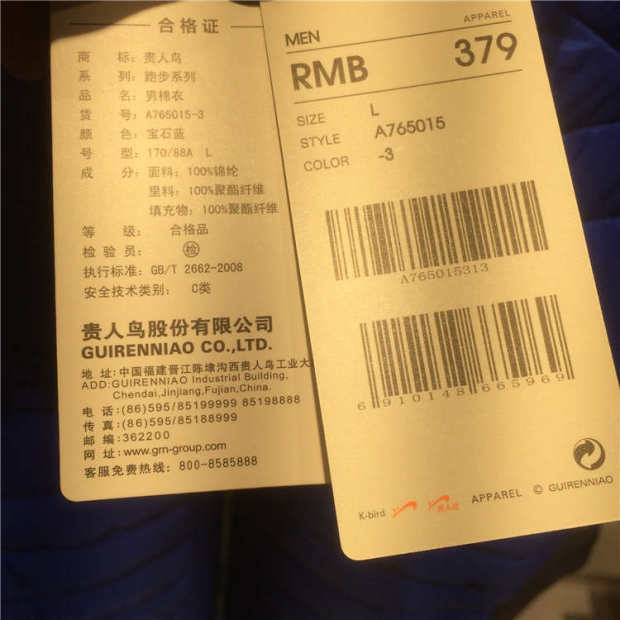 合格证
商　　标：贵人鸟
系　　列：跑步系列
品　　名：男棉衣
货　　号：A765015-3
颜　　色：宝石蓝
号　　型：170/88A L
成　　分：面料：100%锦纶
里料：100%聚酯纤维
填充物：100%聚酯纤维
等　　级：合格品
检 验 员：检
执行标准：GB/T 2662-2008
安全技术类别：C类
贵人鸟股份有限公司
GUIRENNIAO CO.,LTD.
地 址:中国福建晋江陈埭沟西贵人鸟工业大
ADD:GUIRENNIAO Industrial Building,
Chendai,Jinjiang,Fujian,China.
电 话:(86)595/85199999 85198888
传 真:(86)595/85188999
邮 编:362200
网 址:www.grn-group.com
客服免费热线：800-8585888
APPAREL
MEN
RMB 379
SIZE L
STYLE A765015
COLOR -3
A765015313
6910148665969
K-bird 贵人鸟 APPAREL © GUIRENNIAO